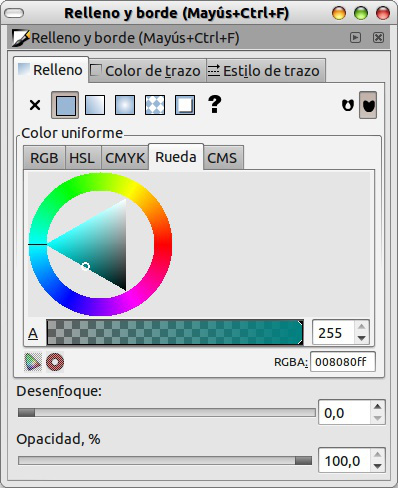 Relleno y borde (Mayús+Ctrl+F)
Relleno y borde (Mayús+Ctrl+F)
Relleno Color de trazo Estilo de trazo
Color uniforme
RGB HSL CMYK Rueda CMS
A 255
RGBA: 008080ff
Desenfoque:
0,0
Opacidad, %
100,0